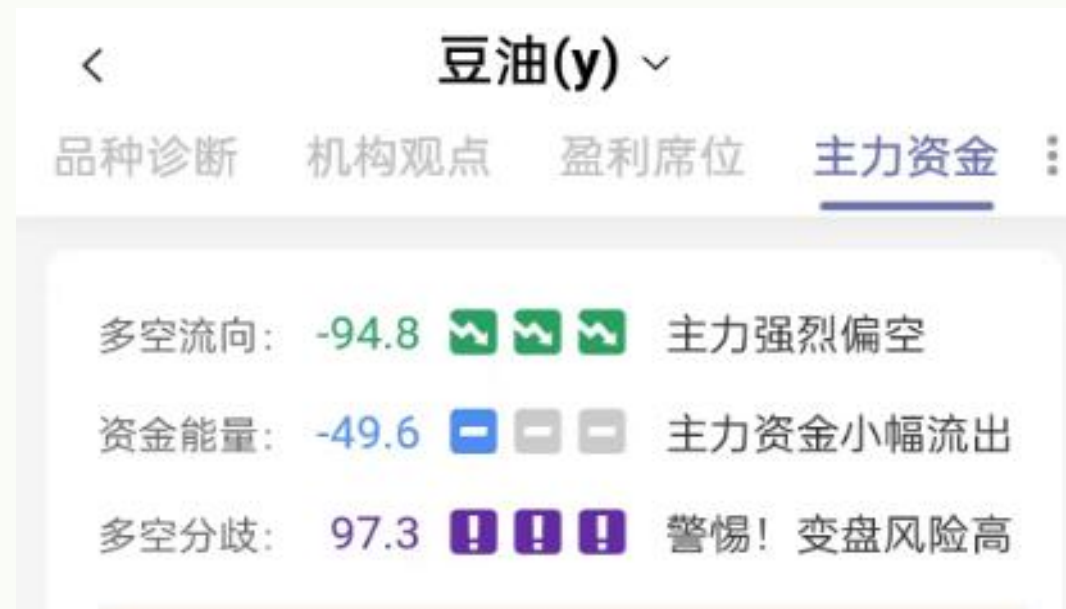 豆油(y)
品种诊断 机构观点 盈利席位 主力资金
多空流向: -94.8 主力强烈偏空
资金能量: -49.6 主力资金小幅流出
多空分歧: 97.3 警惕！变盘风险高